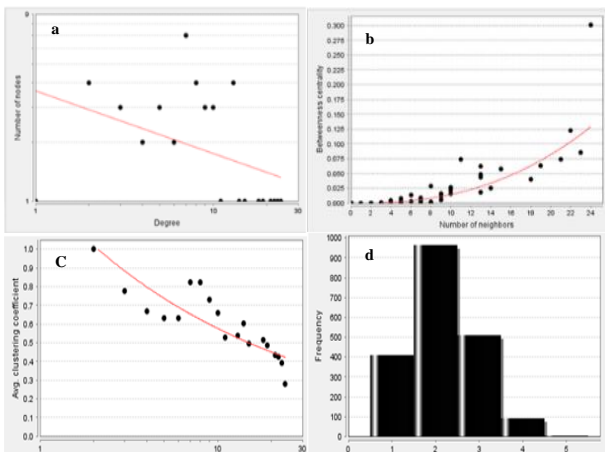 a
9
Number of nodes
1
1 10 30
Degree
b
0.300
0.275
0.250
0.225
0.200
0.175
0.150
0.125
0.100
0.075
0.050
0.025
0.000
Betweenness centrality
0 2 4 6 8 10 12 14 16 18 20 22 24
Number of neighbors
C
1.0
0.9
0.8
0.7
0.6
0.5
0.4
0.3
0.2
0.1
0.0
Avg. clustering coefficient
1 10 30
d
1000
900
800
700
600
500
400
300
200
100
0
Frequency
0 1 2 3 4 5